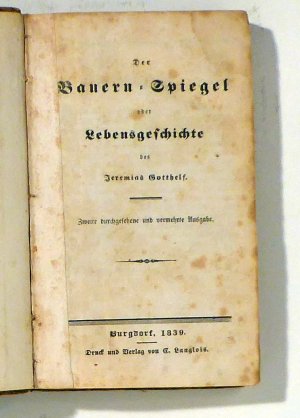 Der
Bauern-Spiegel
oder
Lebensgeschichte
des
Jeremias Gotthelf.
Zweite durchgesehene und vermehrte Ausgabe.
Burgdorf, 1839.
Druck und Verlag von C. Langlois.